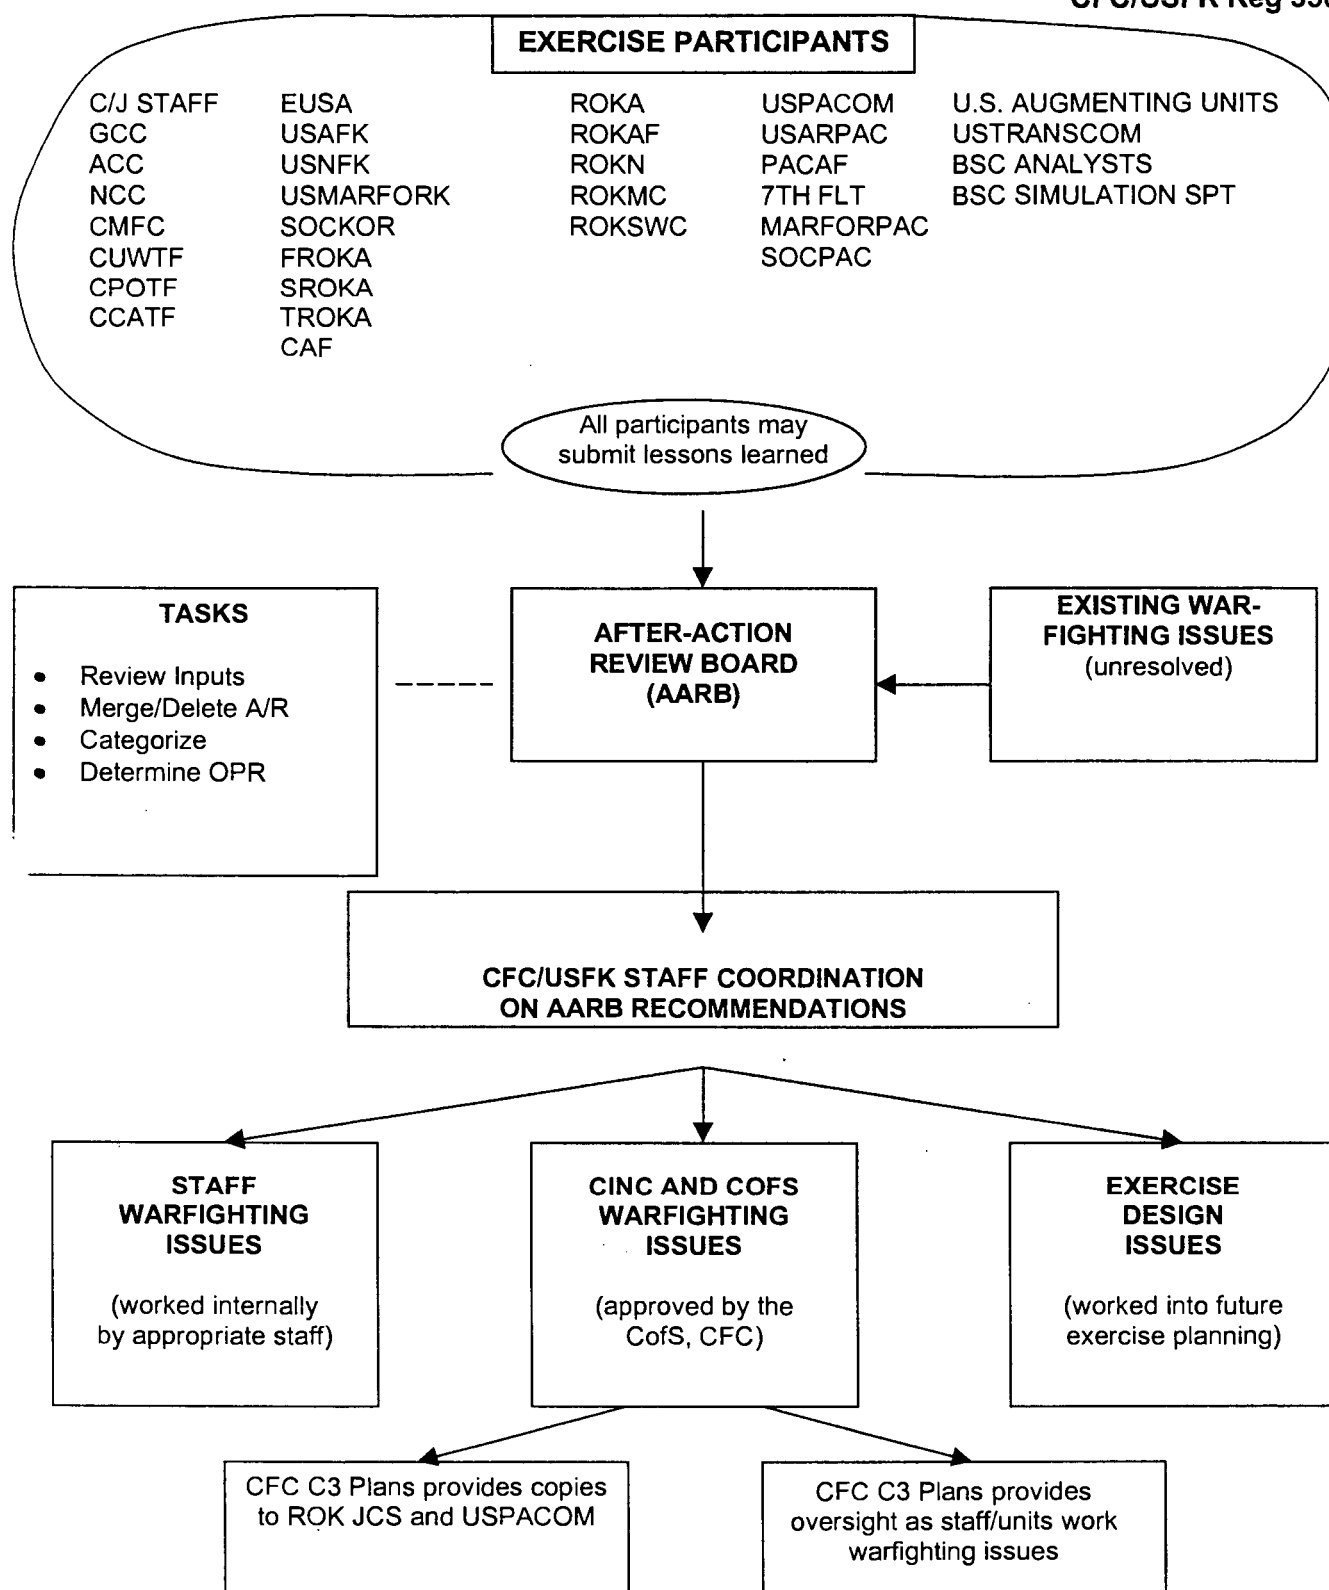 EXERCISE PARTICIPANTS
C/J STAFF
GCC
ACC
NCC
CMFC
CUWTF
CPOTF
CCATF
EUSA
USAFK
USNFK
USMARFORK
SOCKOR
FROKA
SROKA
TROKA
CAF
ROKA
ROKAF
ROKN
ROKMC
ROKSWC
USPACOM
USARPAC
PACAF
7TH FLT
MARFORPAC
SOCPAC
U.S. AUGMENTING UNITS
USTRANSCOM
BSC ANALYSTS
BSC SIMULATION SPT
All participants may
submit lessons learned
TASKS
• Review Inputs
• Merge/Delete A/R
• Categorize
• Determine OPR
AFTER-ACTION
REVIEW BOARD
(AARB)
EXISTING WAR-
FIGHTING ISSUES
(unresolved)
CFC/USFK STAFF COORDINATION
ON AARB RECOMMENDATIONS
STAFF
WARFIGHTING
ISSUES
(worked internally
by appropriate staff)
CINC AND COFS
WARFIGHTING
ISSUES
(approved by the
CofS, CFC)
EXERCISE
DESIGN
ISSUES
(worked into future
exercise planning)
CFC C3 Plans provides copies
to ROK JCS and USPACOM
CFC C3 Plans provides
oversight as staff/units work
warfighting issues